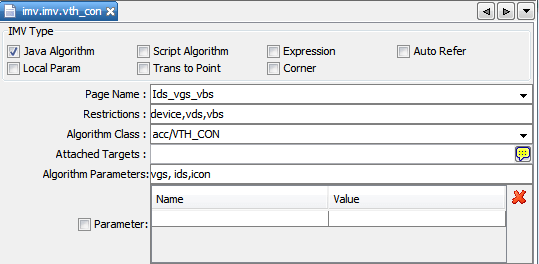 imv.imv.vth_con
IMV Type
Java Algorithm Script Algorithm Expression Auto Refer
Local Param Trans to Point Corner
Page Name : Ids_vgs_vbs
Restrictions : device,vds,vbs
Algorithm Class : acc/VTH_CON
Attached Targets :
Algorithm Parameters: vgs, ids,icon
Name Value
Parameter: